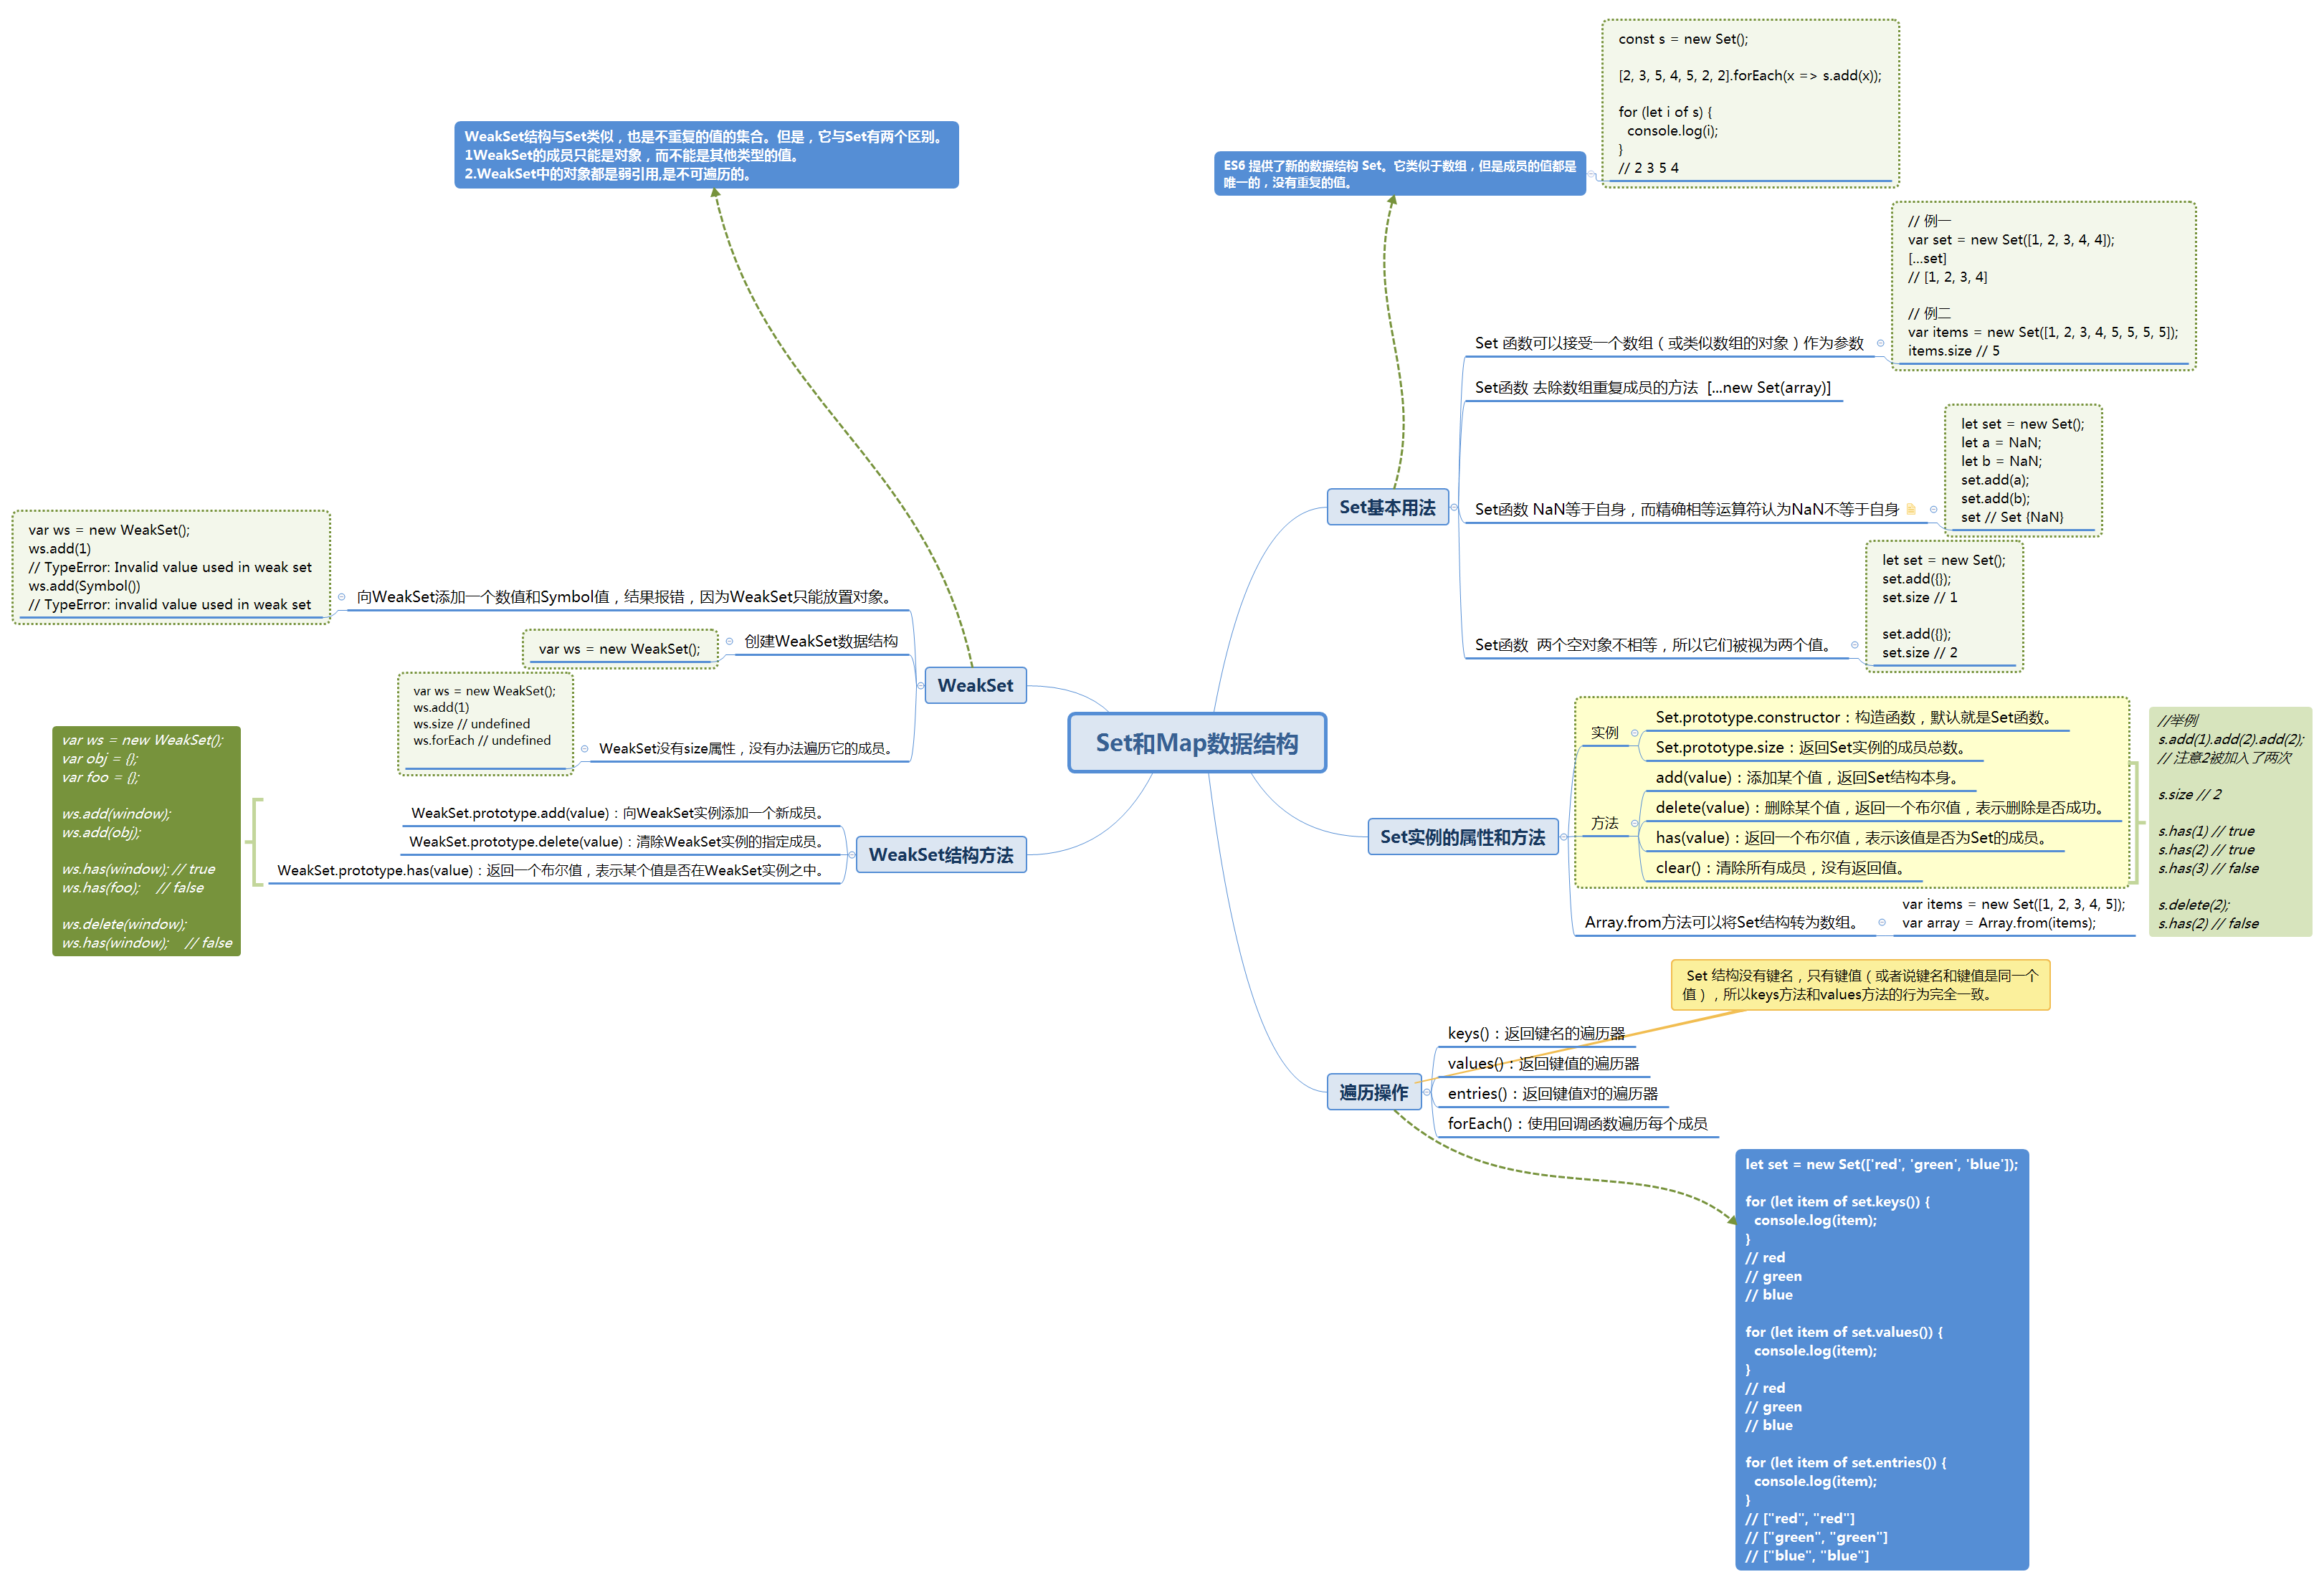 Set和Map数据结构
Set基本用法
ES6 提供了新的数据结构 Set。它类似于数组，但是成员的值都是
唯一的，没有重复的值。
const s = new Set();
[2, 3, 5, 4, 5, 2, 2].forEach(x => s.add(x));
for (let i of s) {
console.log(i);
}
// 2 3 5 4
Set 函数可以接受一个数组（或类似数组的对象）作为参数
// 例一
var set = new Set([1, 2, 3, 4, 4]);
[...set]
// [1, 2, 3, 4]
// 例二
var items = new Set([1, 2, 3, 4, 5, 5, 5, 5]);
items.size // 5
Set函数 去除数组重复成员的方法 [...new Set(array)]
Set函数 NaN等于自身，而精确相等运算符认为NaN不等于自身
let set = new Set();
let a = NaN;
let b = NaN;
set.add(a);
set.add(b);
set // Set {NaN}
Set函数 两个空对象不相等，所以它们被视为两个值。
let set = new Set();
set.add({});
set.size // 1
set.add({});
set.size // 2
Set实例的属性和方法
实例
Set.prototype.constructor：构造函数，默认就是Set函数。
Set.prototype.size：返回Set实例的成员总数。
方法
add(value)：添加某个值，返回Set结构本身。
delete(value)：删除某个值，返回一个布尔值，表示删除是否成功。
has(value)：返回一个布尔值，表示该值是否为Set的成员。
clear()：清除所有成员，没有返回值。
//举例
s.add(1).add(2).add(2);
// 注意2被加入了两次
s.size // 2
s.has(1) // true
s.has(2) // true
s.has(3) // false
s.delete(2);
s.has(2) // false
Array.from方法可以将Set结构转为数组。
var items = new Set([1, 2, 3, 4, 5]);
var array = Array.from(items);
遍历操作
Set 结构没有键名，只有键值（或者说键名和键值是同一个
值），所以keys方法和values方法的行为完全一致。
keys()：返回键名的遍历器
values()：返回键值的遍历器
entries()：返回键值对的遍历器
forEach()：使用回调函数遍历每个成员
let set = new Set(['red', 'green', 'blue']);
for (let item of set.keys()) {
console.log(item);
}
// red
// green
// blue
for (let item of set.values()) {
console.log(item);
}
// red
// green
// blue
for (let item of set.entries()) {
console.log(item);
}
// ["red", "red"]
// ["green", "green"]
// ["blue", "blue"]
WeakSet
WeakSet结构与Set类似，也是不重复的值的集合。但是，它与Set有两个区别。
1WeakSet的成员只能是对象，而不能是其他类型的值。
2.WeakSet中的对象都是弱引用,是不可遍历的。
向WeakSet添加一个数值和Symbol值，结果报错，因为WeakSet只能放置对象。
var ws = new WeakSet();
ws.add(1)
// TypeError: Invalid value used in weak set
ws.add(Symbol())
// TypeError: invalid value used in weak set
创建WeakSet数据结构
var ws = new WeakSet();
WeakSet没有size属性，没有办法遍历它的成员。
var ws = new WeakSet();
ws.add(1)
ws.size // undefined
ws.forEach // undefined
WeakSet结构方法
WeakSet.prototype.add(value)：向WeakSet实例添加一个新成员。
WeakSet.prototype.delete(value)：清除WeakSet实例的指定成员。
WeakSet.prototype.has(value)：返回一个布尔值，表示某个值是否在WeakSet实例之中。
var ws = new WeakSet();
var obj = {};
var foo = {};
ws.add(window);
ws.add(obj);
ws.has(window); // true
ws.has(foo); // false
ws.delete(window);
ws.has(window); // false